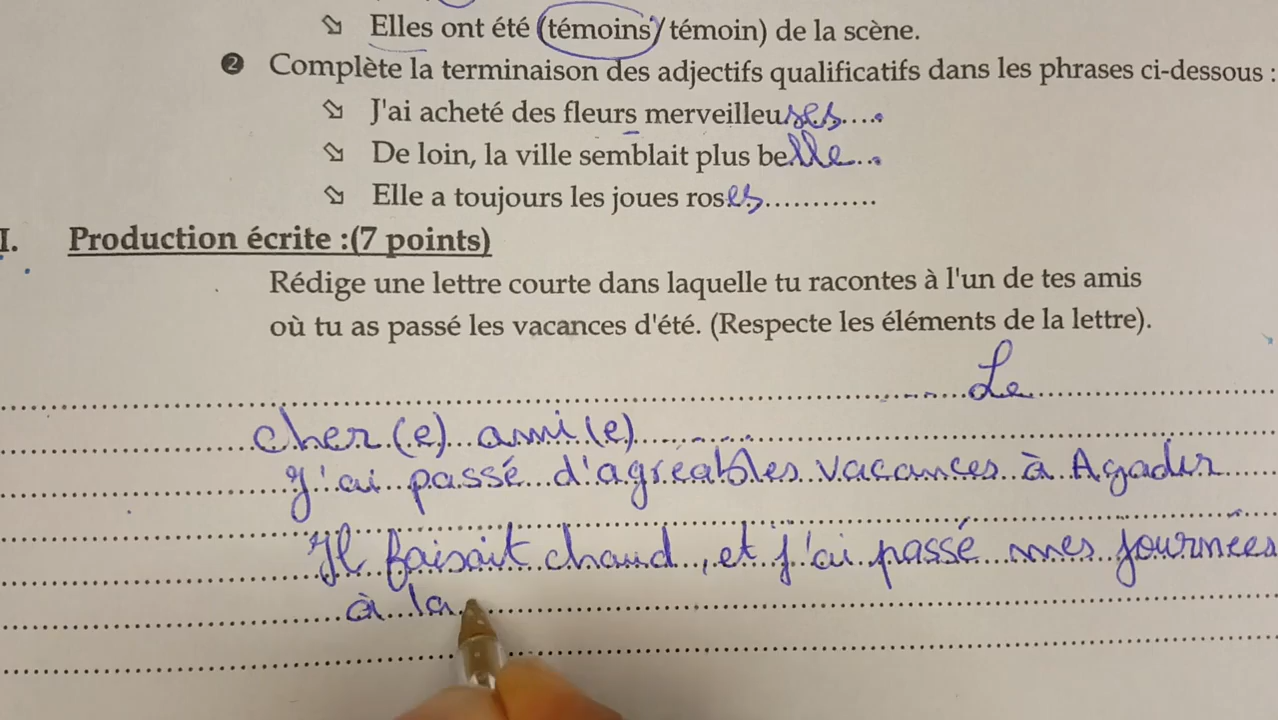 Elles ont été (témoins/témoin) de la scène.
❷ Complète la terminaison des adjectifs qualificatifs dans les phrases ci-dessous :
J'ai acheté des fleurs merveilleuses.....
De loin, la ville semblait plus belle...
Elle a toujours les joues roses............
I. Production écrite :(7 points)
Rédige une lettre courte dans laquelle tu racontes à l'un de tes amis
où tu as passé les vacances d'été. (Respecte les éléments de la lettre).
Le
cher(e) ami(e)
J'ai passé d'agréables vacances à Agadir
Il faisait chaud, et j'ai passé mes journées
à la